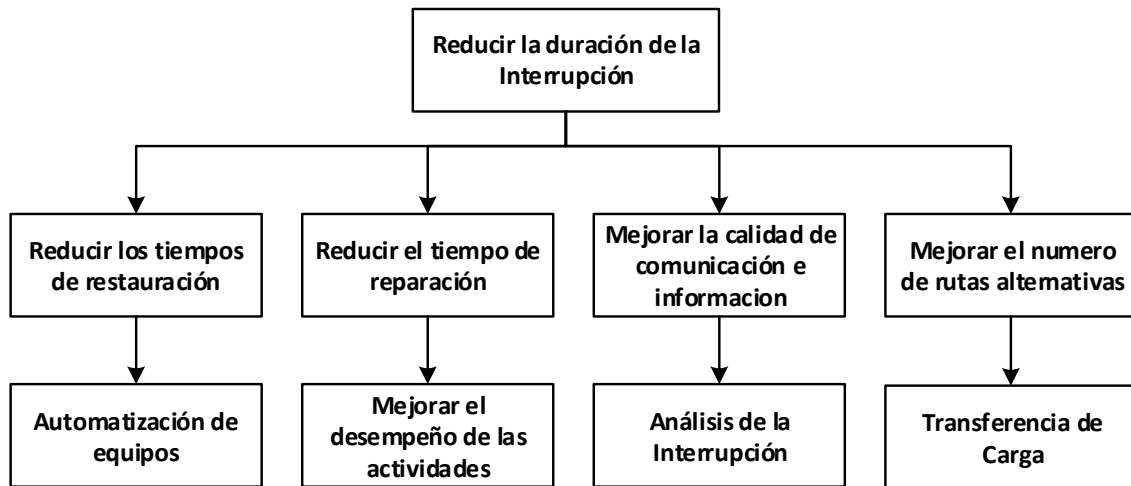 Reducir la duración de la
Interrupción
Reducir los tiempos
de restauración
Reducir el tiempo de
reparación
Mejorar la calidad de
comunicación e
informacion
Mejorar el numero
de rutas alternativas
Automatización de
equipos
Mejorar el
desempeño de las
actividades
Análisis de la
Interrupción
Transferencia de
Carga